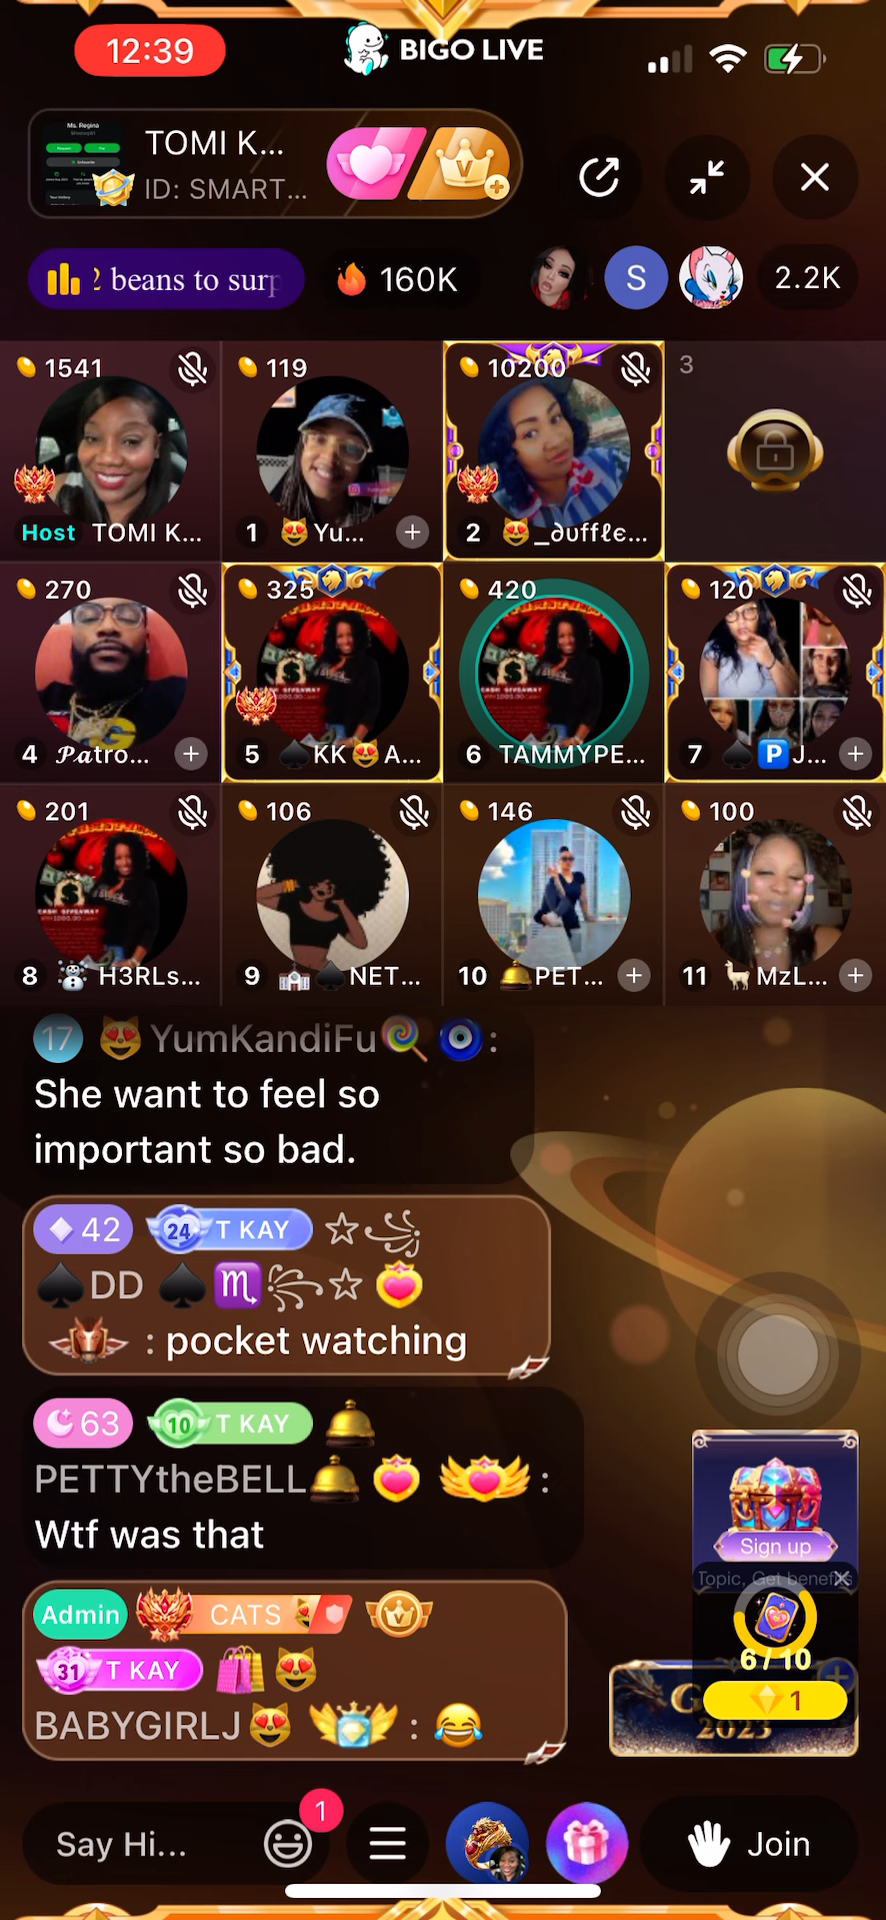 12:39
BIGO LIVE
Ms. Regina
TOMI K...
ID: SMART...
V
2 beans to surp
160K
S
2.2K
1541
119
10200
3
Host TOMI K...
1 Yu...
2 _∂υffℓє...
270
325
420
120
4 𝓟𝓪tro...
5 ♠KK😻A...
6 TAMMYPE...
7 ♠🅿J...
201
106
146
100
8 ☃H3RLs...
9 ♠NET...
10 PET...
11 MzL...
17 😻YumKandiFu🍭🧿:
She want to feel so
important so bad.
42 24 T KAY ☆
♠DD ♠♏☆
: pocket watching
63 10 T KAY
PETTYtheBELL :
Wtf was that
Admin CATS
31 T KAY 🛍😻
BABYGIRLJ😻 : 😂
Sign up
Topic, Get benefits
6/10
1
2023
1
Say Hi...
Join